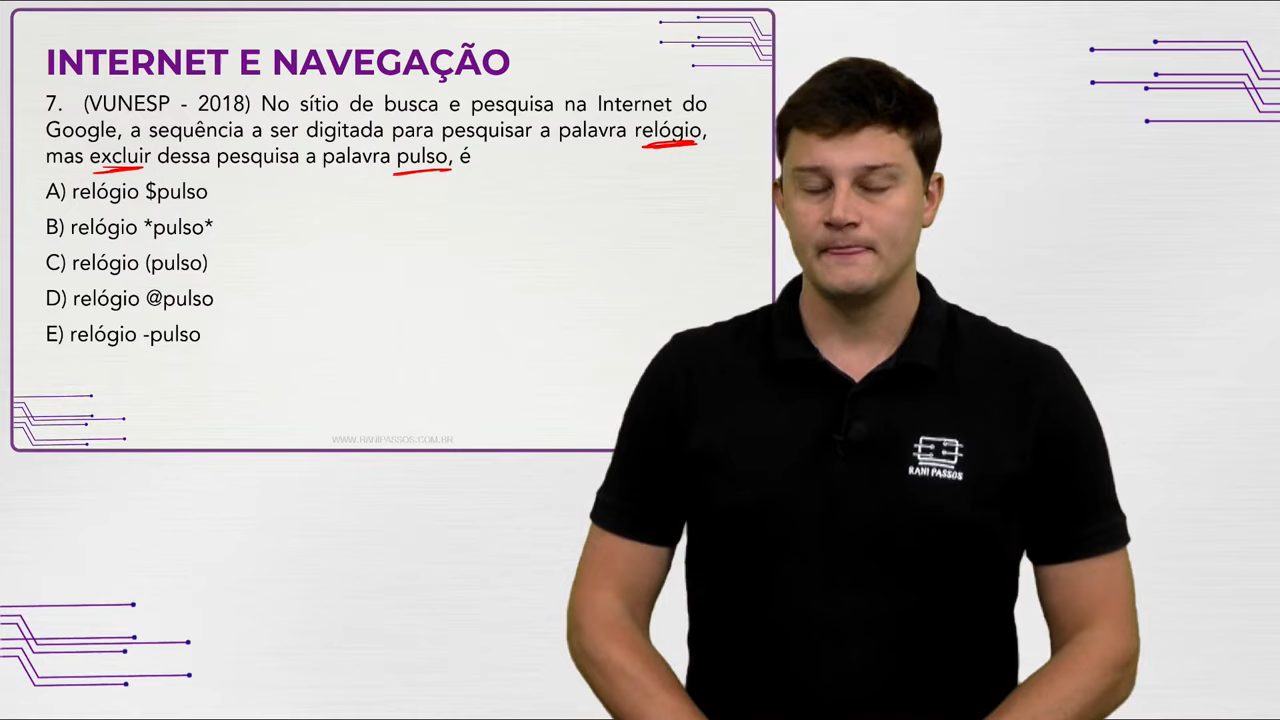 INTERNET E NAVEGAÇÃO
7. (VUNESP - 2018) No sítio de busca e pesquisa na Internet do
Google, a sequência a ser digitada para pesquisar a palavra relógio,
mas excluir dessa pesquisa a palavra pulso, é
A) relógio $pulso
B) relógio *pulso*
C) relógio (pulso)
D) relógio @pulso
E) relógio -pulso
WWW.RANIPASSOS.COM.BR
RANI PASSOS